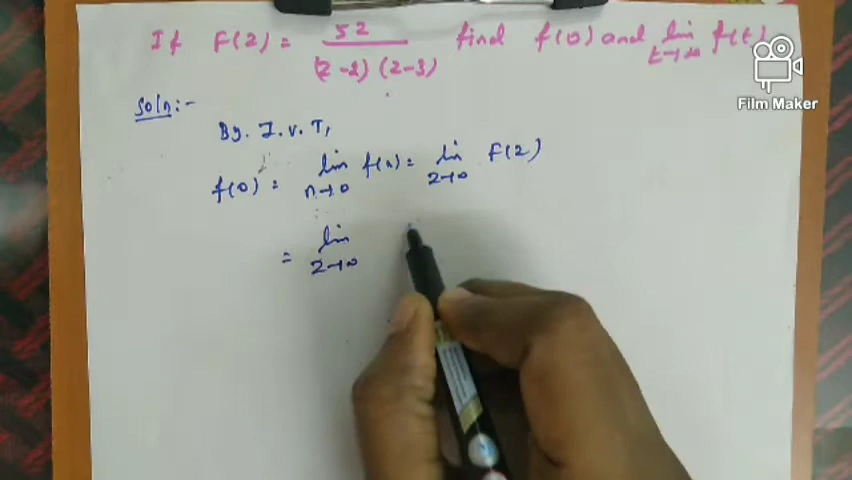 If F(z) = 5z / (z-2)(z-3) find f(0) and lim t→∞ f(t)
Film Maker
Soln:-
By. I.V.T,
f(0) = lim n→0 f(n) = lim z→∞ F(z)
= lim z→∞